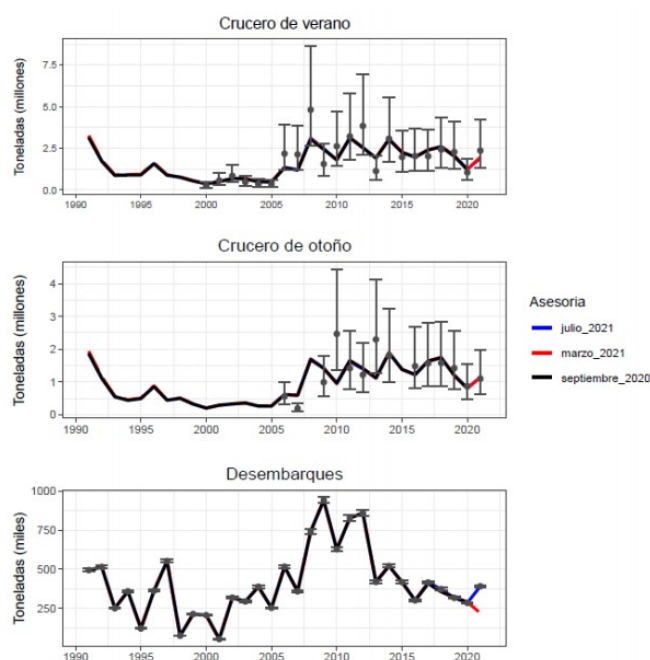 Crucero de verano
Toneladas (millones)
7.5
5.0
2.5
0.0
1990 1995 2000 2005 2010 2015 2020
Crucero de otoño
Toneladas (millones)
4
3
2
1
0
1990 1995 2000 2005 2010 2015 2020
Asesoria
julio_2021
marzo_2021
septiembre_2020
Desembarques
Toneladas (miles)
1000
750
500
250
1990 1995 2000 2005 2010 2015 2020